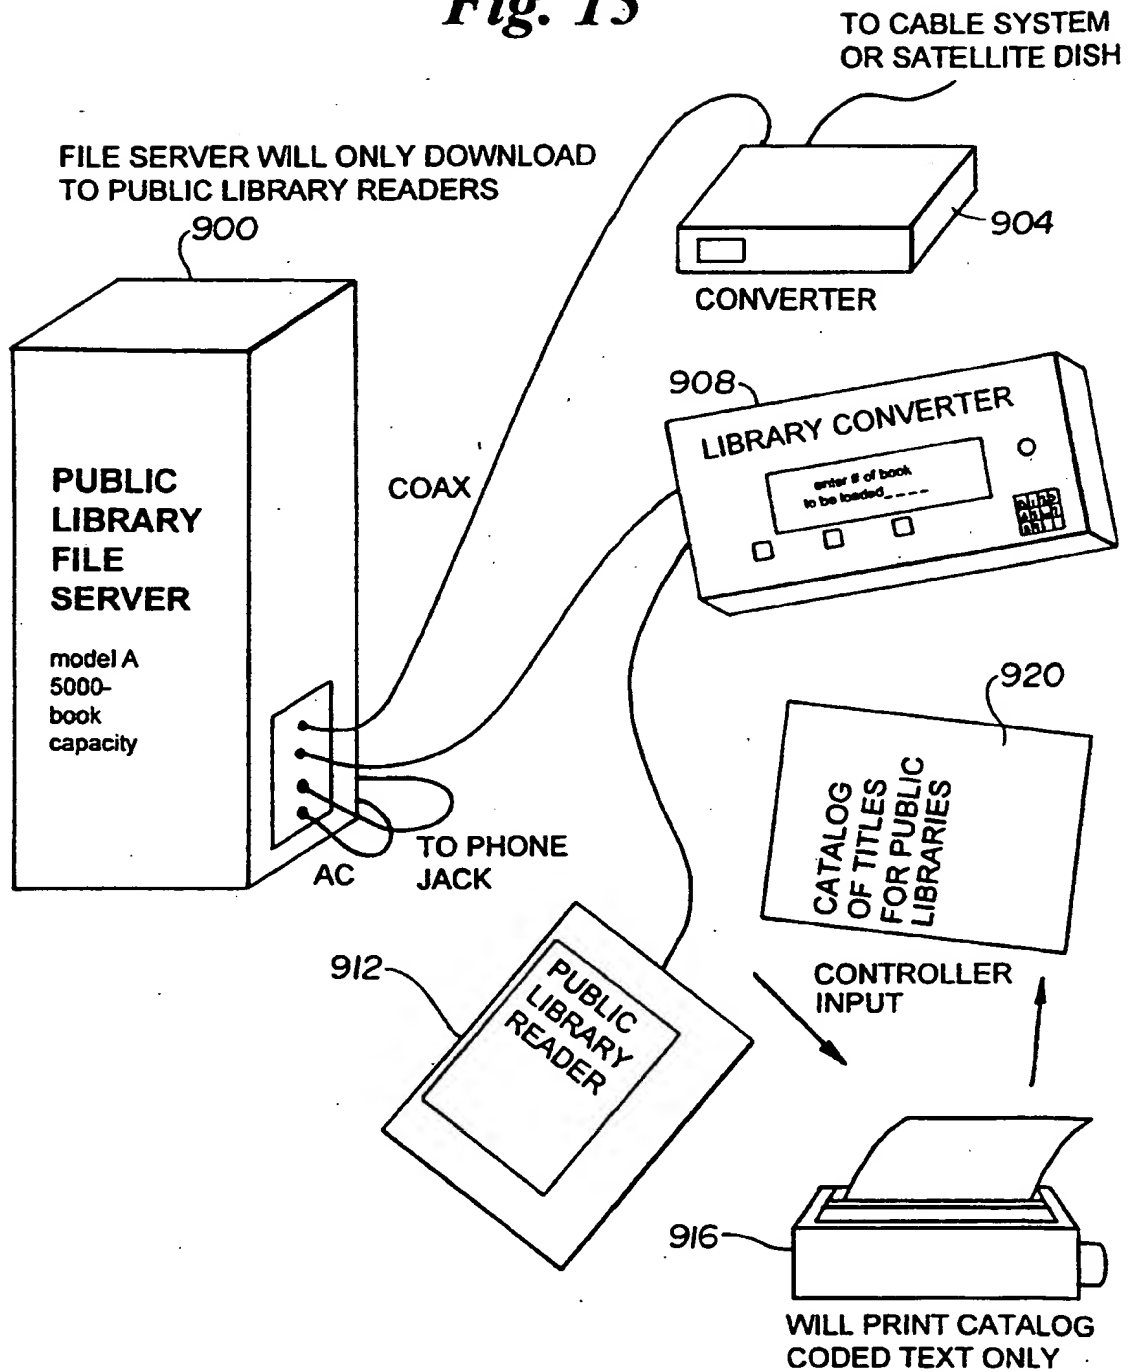 Fig. 15
TO CABLE SYSTEM
OR SATELLITE DISH
FILE SERVER WILL ONLY DOWNLOAD
TO PUBLIC LIBRARY READERS
900
904
CONVERTER
908
LIBRARY CONVERTER
enter # of book
to be loaded_ _ _ _
COAX
PUBLIC
LIBRARY
FILE
SERVER
model A
5000-
book
capacity
AC
TO PHONE
JACK
920
CATALOG
OF TITLES
FOR PUBLIC
LIBRARIES
912
PUBLIC
LIBRARY
READER
CONTROLLER
INPUT
916
WILL PRINT CATALOG
CODED TEXT ONLY